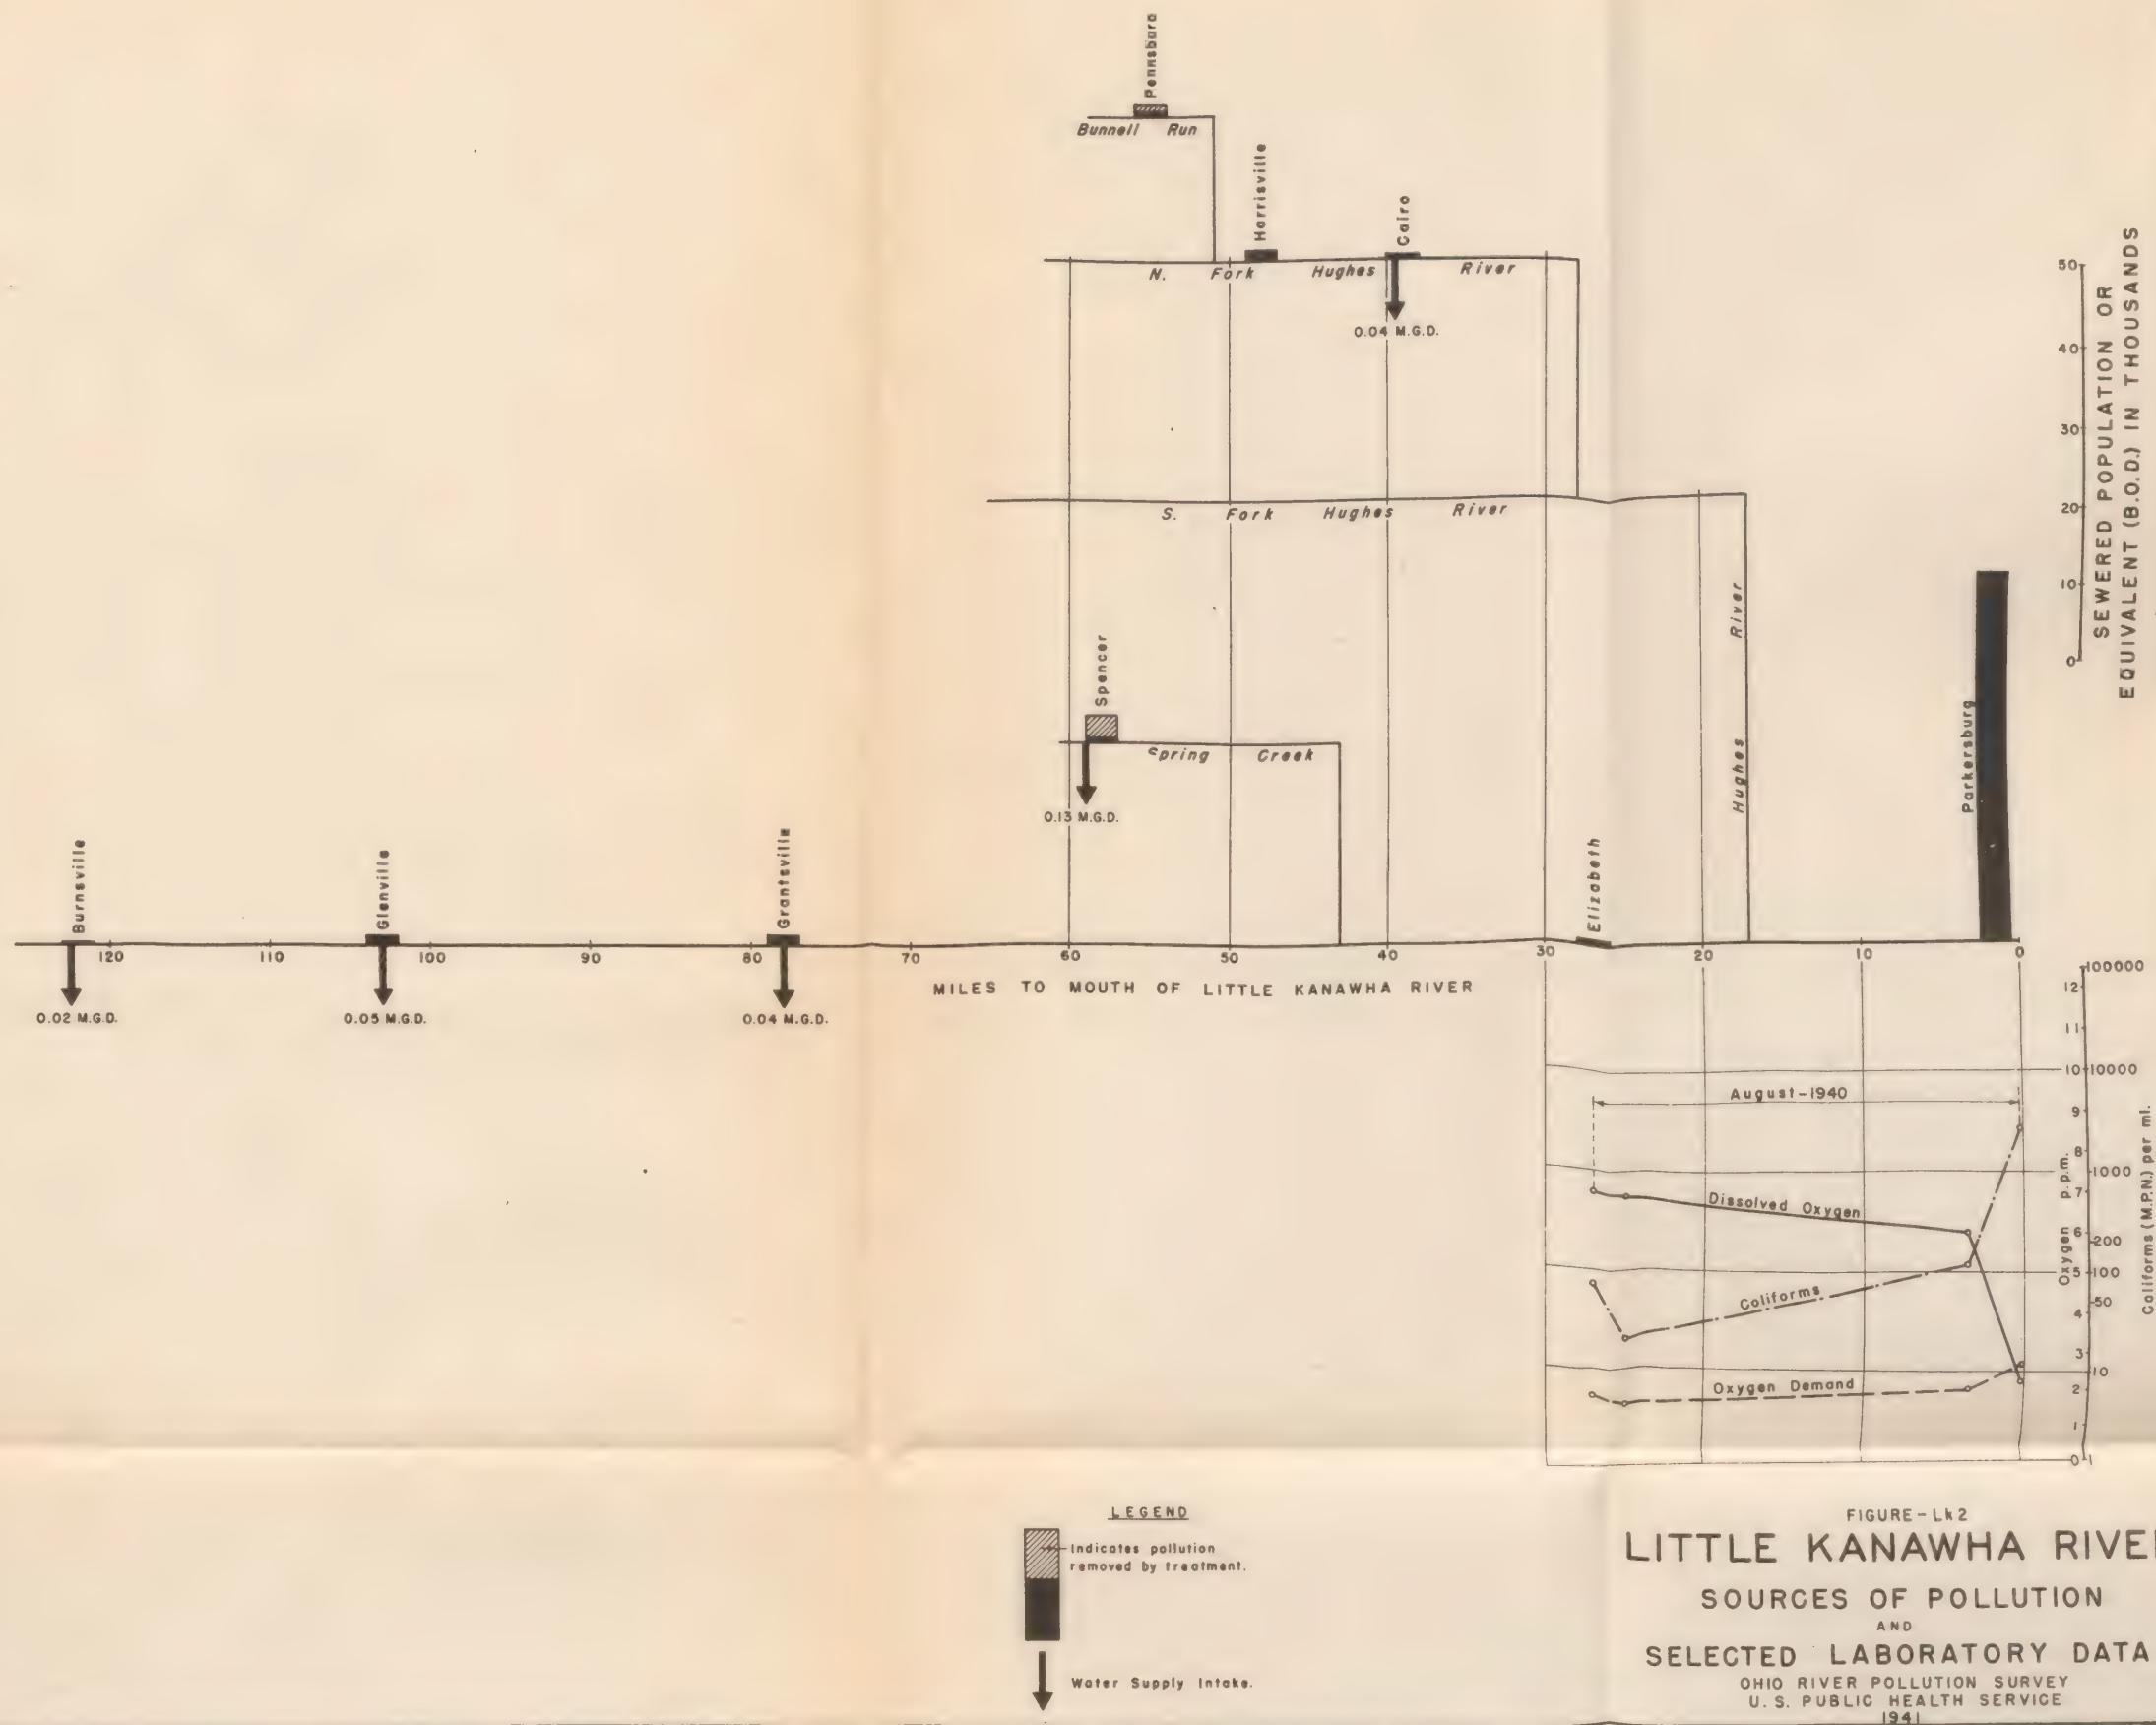 Pennsboro
Bunnell Run
Harrisville
Cairo
N. Fork Hughes River
0.04 M.G.D.
S. Fork Hughes River
Hughes River
Spencer
Spring Creek
0.13 M.G.D.
Burnsville
Glenville
Grantsville
Elizabeth
Parkersburg
50
40
30
20
10
0
SEWERED POPULATION OR
EQUIVALENT (B.O.D.) IN THOUSANDS
120 110 100 90 80 70 60 50 40 30 20 10 0
MILES TO MOUTH OF LITTLE KANAWHA RIVER
0.02 M.G.D.
0.05 M.G.D.
0.04 M.G.D.
August-1940
Dissolved Oxygen
Coliforms
Oxygen Demand
12
11
10
9
8
7
6
5
4
3
2
1
0
Oxygen p.p.m.
100000
10000
1000
200
100
50
10
1
Coliforms (M.P.N.) per ml.
LEGEND
Indicates pollution
removed by treatment.
Water Supply Intake.
FIGURE-Lk2
LITTLE KANAWHA RIVE
SOURCES OF POLLUTION
AND
SELECTED LABORATORY DATA
OHIO RIVER POLLUTION SURVEY
U.S. PUBLIC HEALTH SERVICE
1941